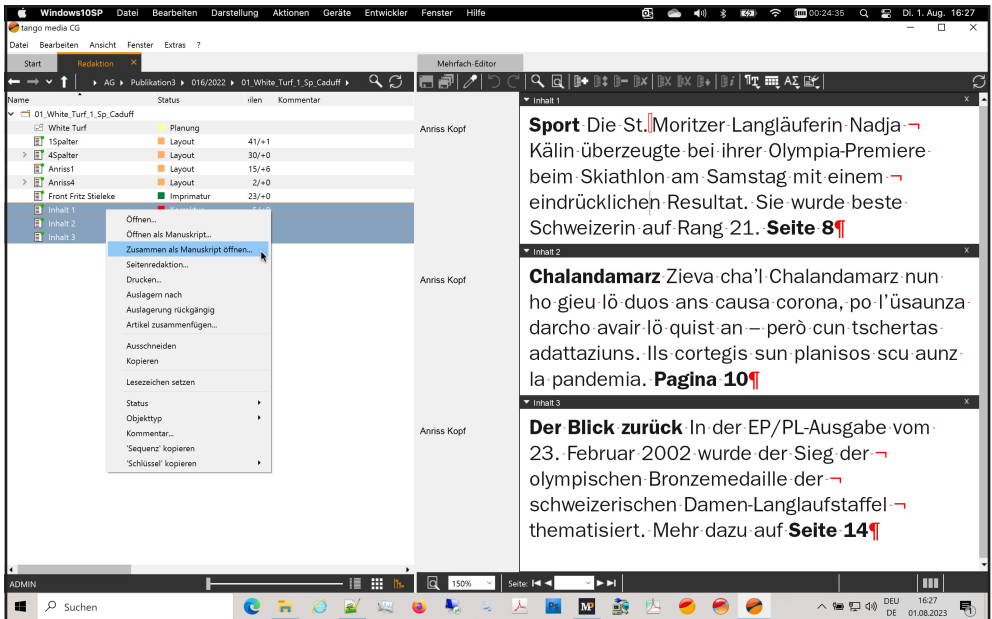 Windows10SP Datei Bearbeiten Darstellung Aktionen Geräte Entwickler Fenster Hilfe 00:24:35 Di. 1. Aug. 16:27
tango media CG
Datei Bearbeiten Ansicht Fenster Extras ?
Start Redaktion × Mehrfach-Editor
AG Publikation3 016/2022 01_White_Turf_1_Sp_Caduff
Name Status eilen Kommentar
01_White_Turf_1_Sp_Caduff
White Turf Planung
1Spalter Layout 41/+1
4Spalter Layout 30/+0
Anriss1 Layout 15/+6
Anriss4 Layout 2/+0
Front Fritz Stieleke Imprimatur 23/+0
Inhalt 1
Inhalt 2
Inhalt 3
Öffnen...
Öffnen als Manuskript...
Zusammen als Manuskript öffnen...
Seitenredaktion...
Drucken...
Auslagern nach
Auslagerung rückgängig
Artikel zusammenfügen...
Ausschneiden
Kopieren
Lesezeichen setzen
Status
Objekttyp
Kommentar...
'Sequenz' kopieren
'Schlüssel' kopieren
Inhalt 1 X
Anriss Kopf
Sport Die St. Moritzer Langläuferin Nadja ¬
Kälin überzeugte bei ihrer Olympia-Premiere
beim Skiathlon am Samstag mit einem ¬
eindrücklichen Resultat. Sie wurde beste
Schweizerin auf Rang 21. Seite 8¶
Inhalt 2 X
Anriss Kopf
Chalandamarz Zieva cha'l Chalandamarz nun
ho gieu lö duos ans causa corona, po l'üsaunza
darcho avair lö quist an – però cun tschertas
adattaziuns. Ils cortegis sun planisos scu aunz
la pandemia. Pagina 10¶
Inhalt 3 X
Anriss Kopf
Der Blick zurück In der EP/PL-Ausgabe vom
23. Februar 2002 wurde der Sieg der ¬
olympischen Bronzemedaille der ¬
schweizerischen Damen-Langlaufstaffel ¬
thematisiert. Mehr dazu auf Seite 14¶
ADMIN 150% Seite:
Suchen
Ps MP
DEU
DE
16:27
01.08.2023